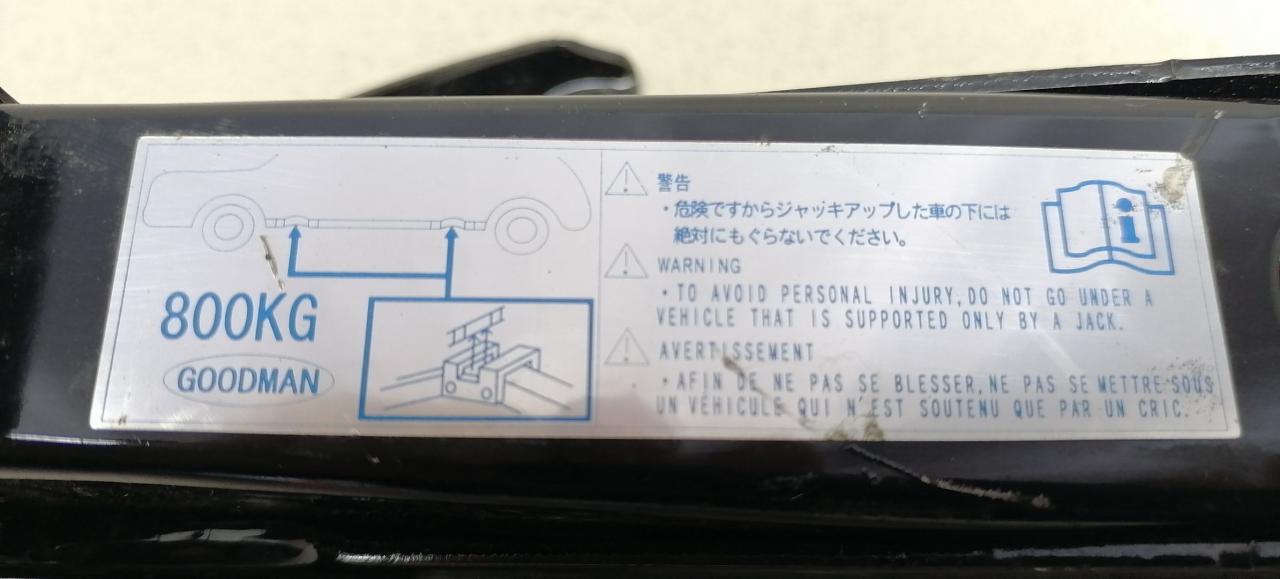 800KG
GOODMAN
警告
・危険ですからジャッキアップした車の下には
絶対にもぐらないでください。
WARNING
・TO AVOID PERSONAL INJURY,DO NOT GO UNDER A
VEHICLE THAT IS SUPPORTED ONLY BY A JACK.
AVERTISSEMENT
・AFIN DE NE PAS SE BLESSER,NE PAS SE METTRE SOUS
UN VÉHICULE QUI N'EST SOUTENU QUE PAR UN CRIC.